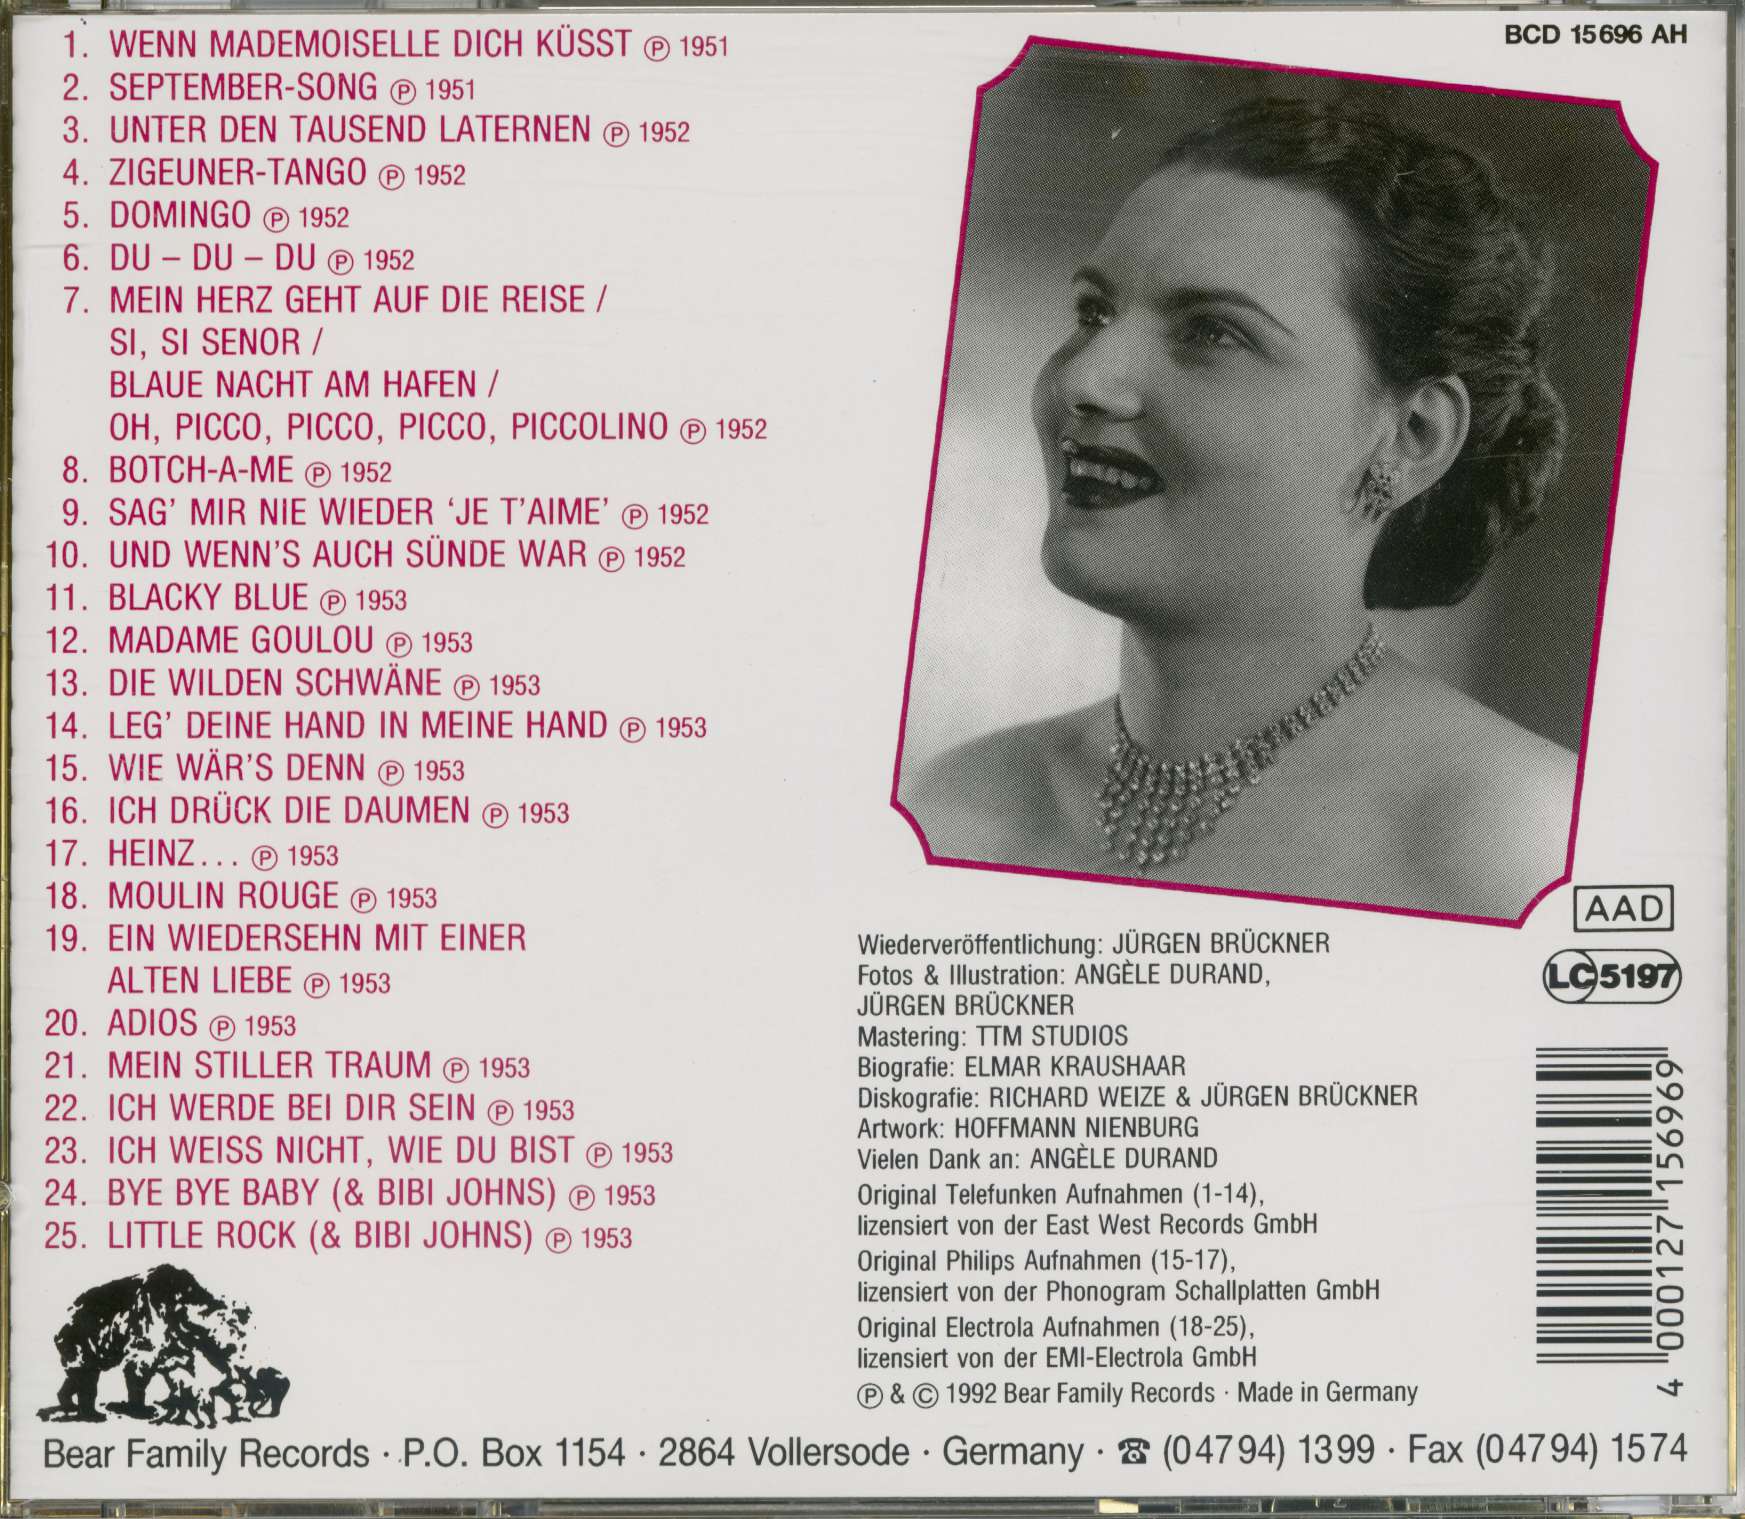 1. WENN MADEMOISELLE DICH KÜSST Ⓟ 1951
2. SEPTEMBER-SONG Ⓟ 1951
3. UNTER DEN TAUSEND LATERNEN Ⓟ 1952
4. ZIGEUNER-TANGO Ⓟ 1952
5. DOMINGO Ⓟ 1952
6. DU – DU – DU Ⓟ 1952
7. MEIN HERZ GEHT AUF DIE REISE /
SI, SI SENOR /
BLAUE NACHT AM HAFEN /
OH, PICCO, PICCO, PICCO, PICCOLINO Ⓟ 1952
8. BOTCH-A-ME Ⓟ 1952
9. SAG' MIR NIE WIEDER 'JE T'AIME' Ⓟ 1952
10. UND WENN'S AUCH SÜNDE WAR Ⓟ 1952
11. BLACKY BLUE Ⓟ 1953
12. MADAME GOULOU Ⓟ 1953
13. DIE WILDEN SCHWÄNE Ⓟ 1953
14. LEG' DEINE HAND IN MEINE HAND Ⓟ 1953
15. WIE WÄR'S DENN Ⓟ 1953
16. ICH DRÜCK DIE DAUMEN Ⓟ 1953
17. HEINZ... Ⓟ 1953
18. MOULIN ROUGE Ⓟ 1953
19. EIN WIEDERSEHN MIT EINER
ALTEN LIEBE Ⓟ 1953
20. ADIOS Ⓟ 1953
21. MEIN STILLER TRAUM Ⓟ 1953
22. ICH WERDE BEI DIR SEIN Ⓟ 1953
23. ICH WEISS NICHT, WIE DU BIST Ⓟ 1953
24. BYE BYE BABY (& BIBI JOHNS) Ⓟ 1953
25. LITTLE ROCK (& BIBI JOHNS) Ⓟ 1953
BCD 15696 AH
AAD
LC 5197
Wiederveröffentlichung: JÜRGEN BRÜCKNER
Fotos & Illustration: ANGÈLE DURAND,
JÜRGEN BRÜCKNER
Mastering: TTM STUDIOS
Biografie: ELMAR KRAUSHAAR
Diskografie: RICHARD WEIZE & JÜRGEN BRÜCKNER
Artwork: HOFFMANN NIENBURG
Vielen Dank an: ANGÈLE DURAND
Original Telefunken Aufnahmen (1-14),
lizensiert von der East West Records GmbH
Original Philips Aufnahmen (15-17),
lizensiert von der Phonogram Schallplatten GmbH
Original Electrola Aufnahmen (18-25),
lizensiert von der EMI-Electrola GmbH
Ⓟ & © 1992 Bear Family Records · Made in Germany
4 000127 156969
Bear Family Records · P.O. Box 1154 · 2864 Vollersode · Germany · ☎ (04794) 1399 · Fax (04794) 1574